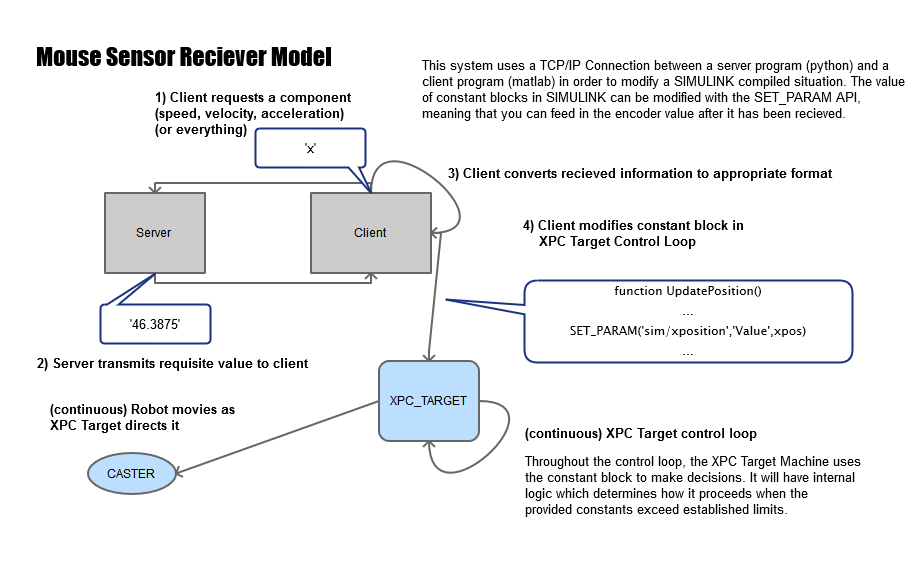 Mouse Sensor Reciever Model
This system uses a TCP/IP Connection between a server program (python) and a
client program (matlab) in order to modify a SIMULINK compiled situation. The value
of constant blocks in SIMULINK can be modified with the SET_PARAM API,
meaning that you can feed in the encoder value after it has been recieved.
1) Client requests a component
(speed, velocity, acceleration)
(or everything)
'x'
3) Client converts recieved information to appropriate format
Server
Client
4) Client modifies constant block in
XPC Target Control Loop
function UpdatePosition()
...
SET_PARAM('sim/xposition','Value',xpos)
...
'46.3875'
2) Server transmits requisite value to client
XPC_TARGET
(continuous) Robot movies as
XPC Target directs it
CASTER
(continuous) XPC Target control loop
Throughout the control loop, the XPC Target Machine uses
the constant block to make decisions. It will have internal
logic which determines how it proceeds when the
provided constants exceed established limits.